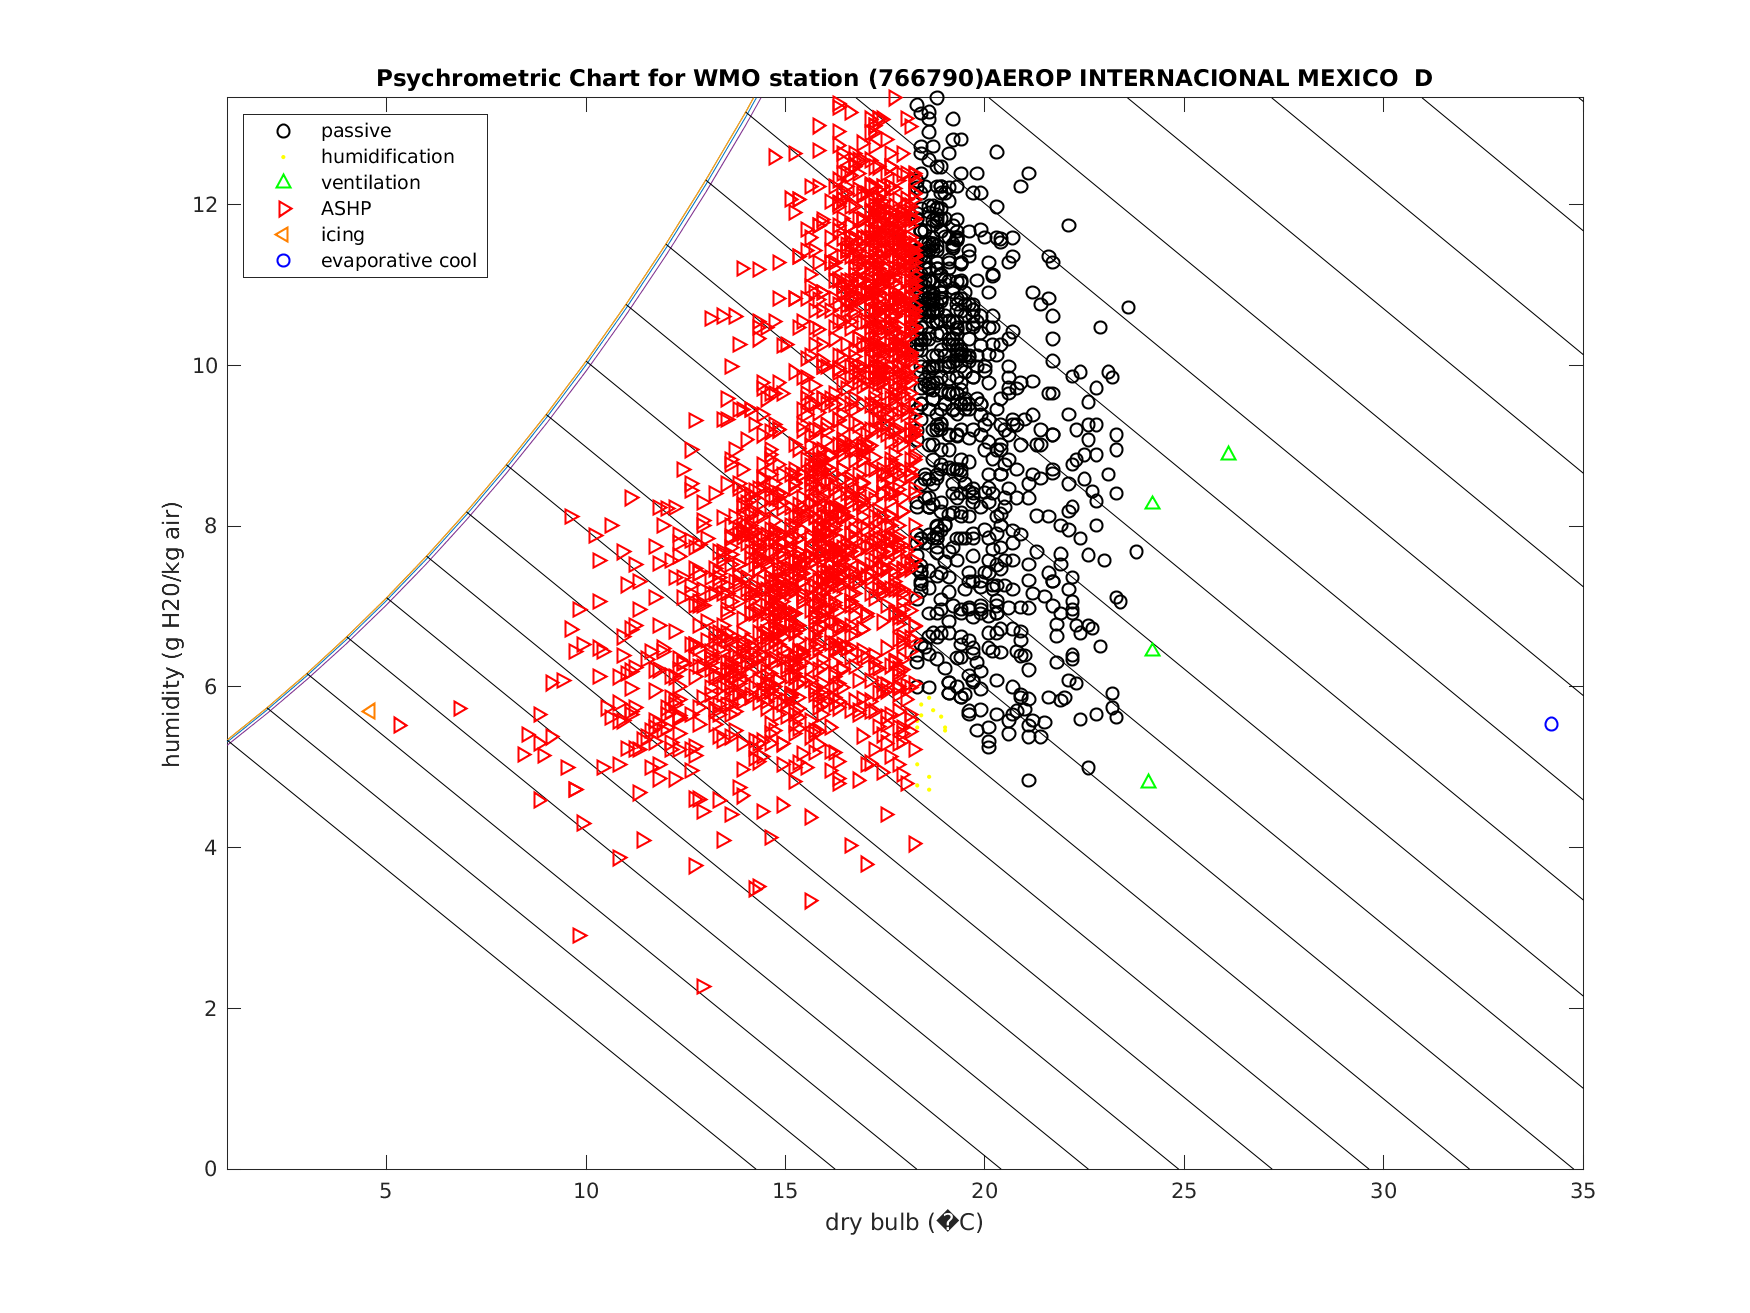 Psychrometric Chart for WMO station (766790)AEROP INTERNACIONAL MEXICO  D
passive
humidification
ventilation
ASHP
icing
evaporative cool
humidity (g H20/kg air)
12
10
8
6
4
2
0
5 10 15 20 25 30 35
dry bulb (�C)